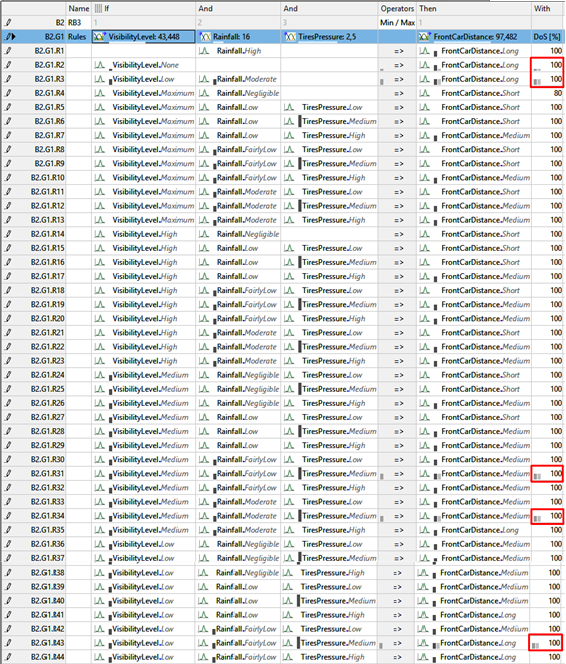 Name If And And Operators Then With
B2 RB3 1 2 3 Min / Max 1
B2.G1 Rules VisibilityLevel: 43,448 Rainfall: 16 TiresPressure: 2,5 FrontCarDistance: 97,482 DoS [%]
B2.G1.R1 Rainfall.High => FrontCarDistance.Long 100
B2.G1.R2 VisibilityLevel.None => FrontCarDistance.Long 100
B2.G1.R3 VisibilityLevel.Low Rainfall.Moderate => FrontCarDistance.Long 100
B2.G1.R4 VisibilityLevel.Maximum Rainfall.Negligible => FrontCarDistance.Short 80
B2.G1.R5 VisibilityLevel.Maximum Rainfall.Low TiresPressure.Low => FrontCarDistance.Short 100
B2.G1.R6 VisibilityLevel.Maximum Rainfall.Low TiresPressure.Medium => FrontCarDistance.Short 100
B2.G1.R7 VisibilityLevel.Maximum Rainfall.Low TiresPressure.High => FrontCarDistance.Medium 100
B2.G1.R8 VisibilityLevel.Maximum Rainfall.FairlyLow TiresPressure.Low => FrontCarDistance.Short 100
B2.G1.R9 VisibilityLevel.Maximum Rainfall.FairlyLow TiresPressure.Medium => FrontCarDistance.Medium 100
B2.G1.R10 VisibilityLevel.Maximum Rainfall.FairlyLow TiresPressure.High => FrontCarDistance.Medium 100
B2.G1.R11 VisibilityLevel.Maximum Rainfall.Moderate TiresPressure.Low => FrontCarDistance.Short 100
B2.G1.R12 VisibilityLevel.Maximum Rainfall.Moderate TiresPressure.Medium => FrontCarDistance.Medium 100
B2.G1.R13 VisibilityLevel.Maximum Rainfall.Moderate TiresPressure.High => FrontCarDistance.Short 100
B2.G1.R14 VisibilityLevel.High Rainfall.Negligible => FrontCarDistance.Short 100
B2.G1.R15 VisibilityLevel.High Rainfall.Low TiresPressure.Low => FrontCarDistance.Short 100
B2.G1.R16 VisibilityLevel.High Rainfall.Low TiresPressure.Medium => FrontCarDistance.Short 100
B2.G1.R17 VisibilityLevel.High Rainfall.Low TiresPressure.High => FrontCarDistance.Medium 100
B2.G1.R18 VisibilityLevel.High Rainfall.FairlyLow TiresPressure.Low => FrontCarDistance.Medium 100
B2.G1.R19 VisibilityLevel.High Rainfall.FairlyLow TiresPressure.Medium => FrontCarDistance.Medium 100
B2.G1.R20 VisibilityLevel.High Rainfall.FairlyLow TiresPressure.High => FrontCarDistance.Medium 100
B2.G1.R21 VisibilityLevel.High Rainfall.Moderate TiresPressure.Low => FrontCarDistance.Short 100
B2.G1.R22 VisibilityLevel.High Rainfall.Moderate TiresPressure.Medium => FrontCarDistance.Medium 100
B2.G1.R23 VisibilityLevel.High Rainfall.Moderate TiresPressure.High => FrontCarDistance.Medium 100
B2.G1.R24 VisibilityLevel.Medium Rainfall.Negligible TiresPressure.Low => FrontCarDistance.Short 100
B2.G1.R25 VisibilityLevel.Medium Rainfall.Negligible TiresPressure.Medium => FrontCarDistance.Short 100
B2.G1.R26 VisibilityLevel.Medium Rainfall.Negligible TiresPressure.High => FrontCarDistance.Short 100
B2.G1.R27 VisibilityLevel.Medium Rainfall.Low TiresPressure.Low => FrontCarDistance.Short 100
B2.G1.R28 VisibilityLevel.Medium Rainfall.Low TiresPressure.Medium => FrontCarDistance.Medium 100
B2.G1.R29 VisibilityLevel.Medium Rainfall.Low TiresPressure.High => FrontCarDistance.Medium 100
B2.G1.R30 VisibilityLevel.Medium Rainfall.FairlyLow TiresPressure.Low => FrontCarDistance.Medium 100
B2.G1.R31 VisibilityLevel.Medium Rainfall.FairlyLow TiresPressure.Medium => FrontCarDistance.Medium 100
B2.G1.R32 VisibilityLevel.Medium Rainfall.FairlyLow TiresPressure.High => FrontCarDistance.Medium 100
B2.G1.R33 VisibilityLevel.Medium Rainfall.Moderate TiresPressure.Low => FrontCarDistance.Medium 100
B2.G1.R34 VisibilityLevel.Medium Rainfall.Moderate TiresPressure.Medium => FrontCarDistance.Medium 100
B2.G1.R35 VisibilityLevel.Medium Rainfall.Moderate TiresPressure.High => FrontCarDistance.Long 100
B2.G1.R36 VisibilityLevel.Low Rainfall.Negligible TiresPressure.Low => FrontCarDistance.Medium 100
B2.G1.R37 VisibilityLevel.Low Rainfall.Negligible TiresPressure.Medium => FrontCarDistance.Medium 100
B2.G1.R38 VisibilityLevel.Low Rainfall.Negligible TiresPressure.High => FrontCarDistance.Medium 100
B2.G1.R39 VisibilityLevel.Low Rainfall.Low TiresPressure.Low => FrontCarDistance.Medium 100
B2.G1.R40 VisibilityLevel.Low Rainfall.Low TiresPressure.Medium => FrontCarDistance.Medium 100
B2.G1.R41 VisibilityLevel.Low Rainfall.Low TiresPressure.High => FrontCarDistance.Long 100
B2.G1.R42 VisibilityLevel.Low Rainfall.FairlyLow TiresPressure.Low => FrontCarDistance.Medium 100
B2.G1.R43 VisibilityLevel.Low Rainfall.FairlyLow TiresPressure.Medium => FrontCarDistance.Long 100
B2.G1.R44 VisibilityLevel.Low Rainfall.FairlyLow TiresPressure.High => FrontCarDistance.Long 100